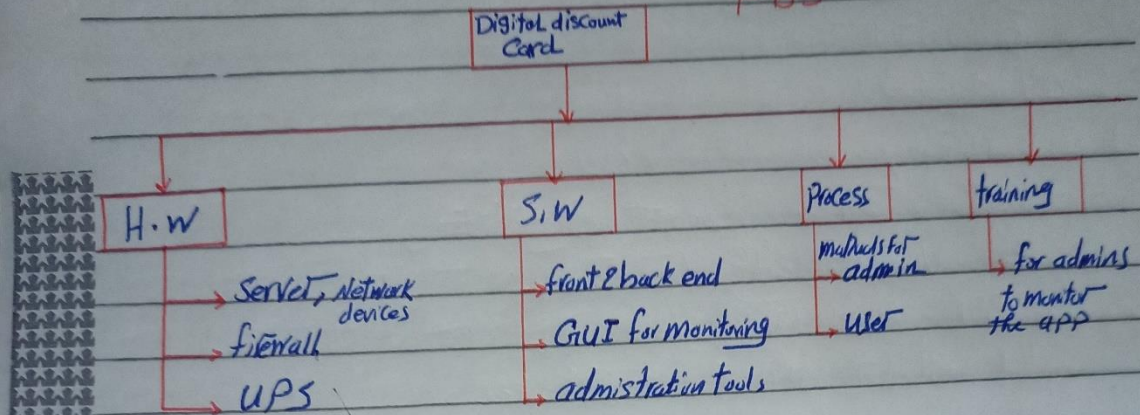 Digital discount
Card
H.W
S.W
Process
training
Server, Network
devices
firewall
UPS
front & back end
GUI for monitoring
admistration tools
manuals for
admin
user
for admins
to monitor
the app